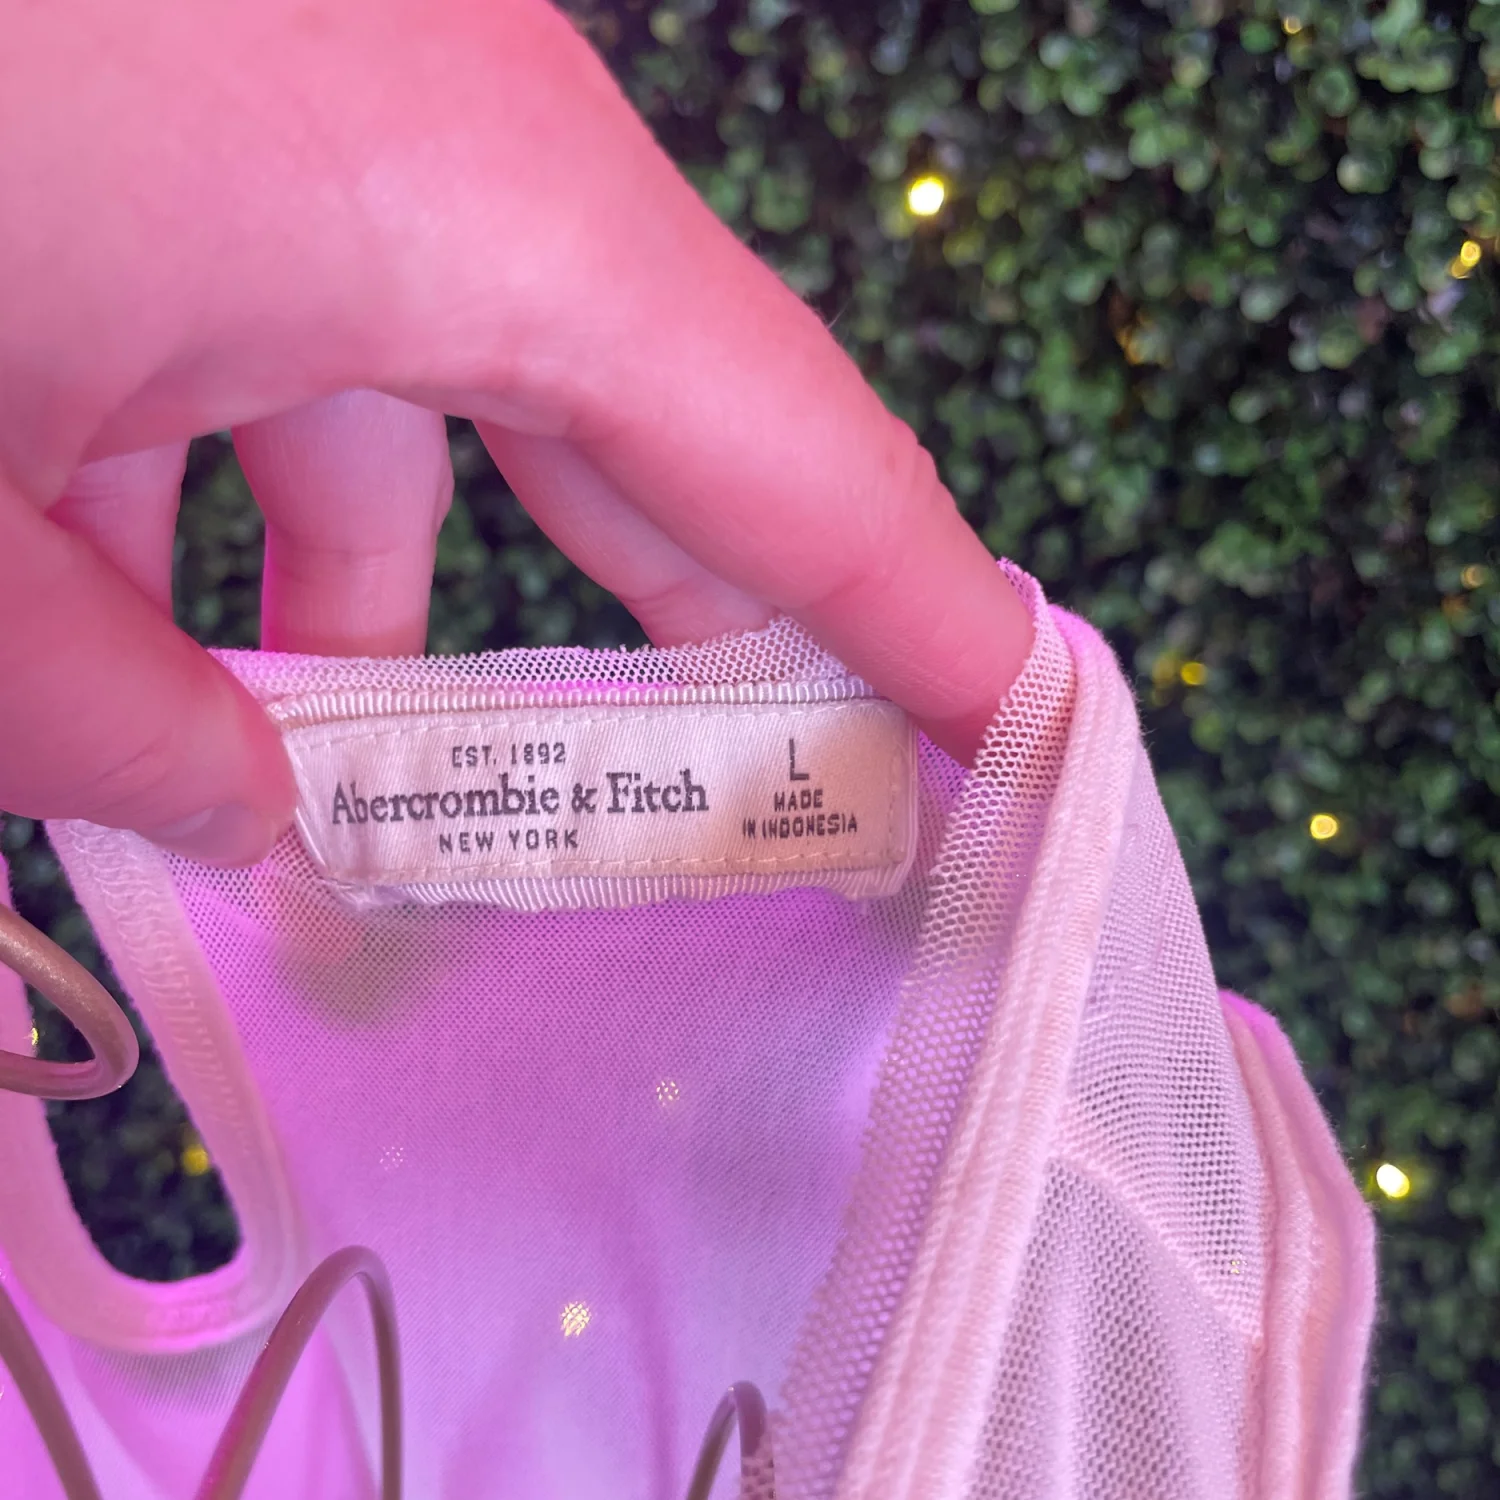 EST. 1892
Abercrombie & Fitch
NEW YORK
L
MADE
IN INDONESIA